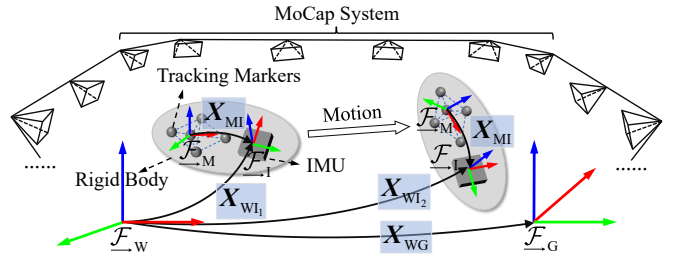 MoCap System
Tracking Markers
X_MI
Motion
F_M
F_I
IMU
Rigid Body
X_WI₁
F_M
X_MI
F_I
X_WI₂
F_W
X_WG
F_G
......
......